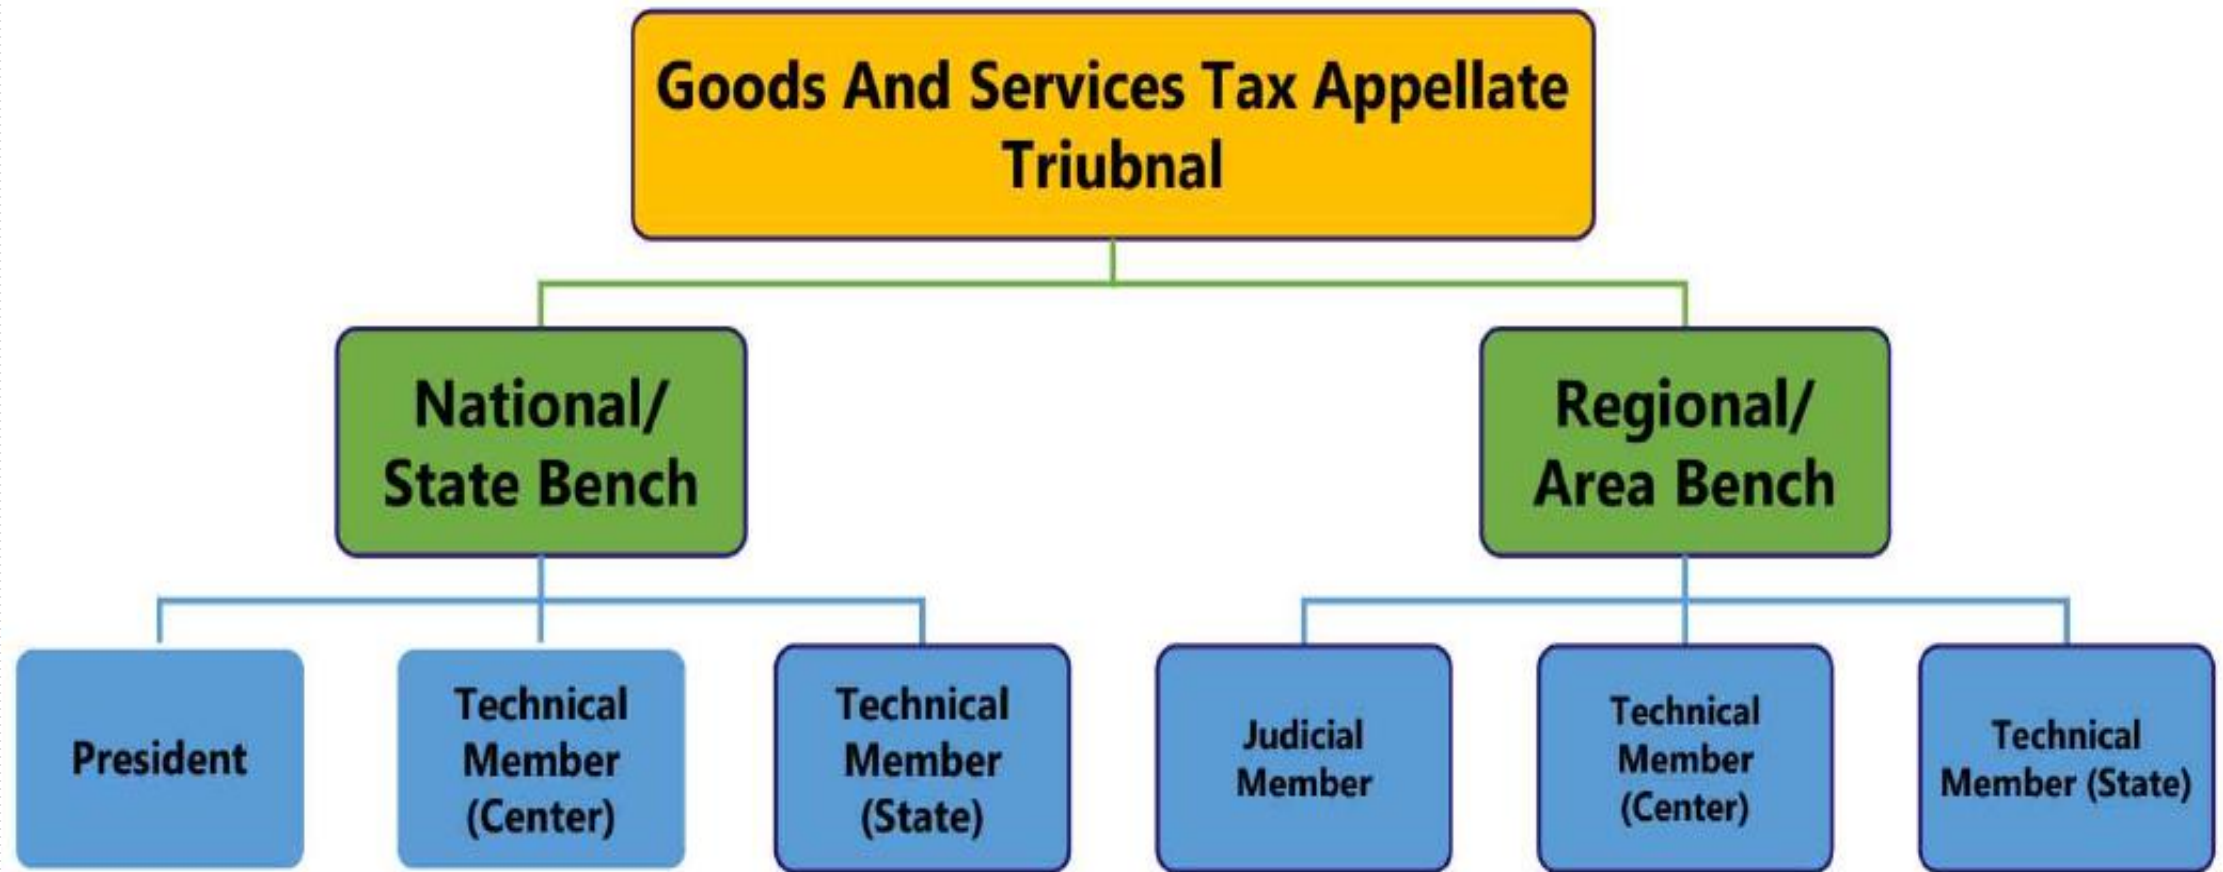 Goods And Services Tax Appellate
Triubnal
National/
State Bench
Regional/
Area Bench
President
Technical
Member
(Center)
Technical
Member
(State)
Judicial
Member
Technical
Member
(Center)
Technical
Member (State)